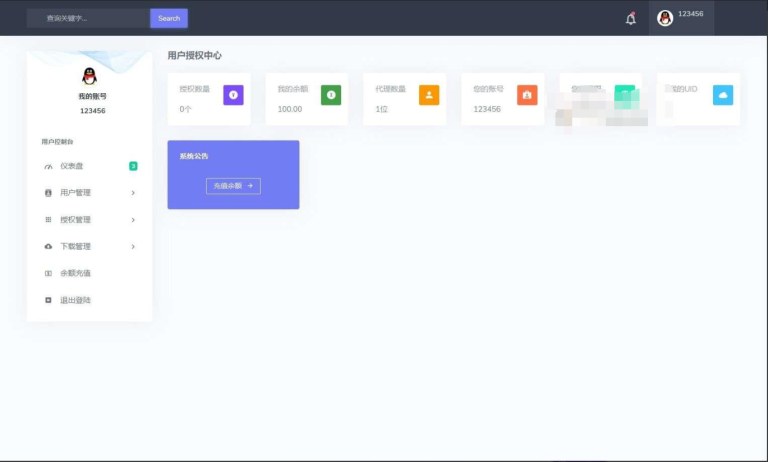 查询关键字...
Search
123456
我的账号
123456
用户控制台
仪表盘
3
用户管理
授权管理
下载管理
余额充值
退出登陆
用户授权中心
授权数量
0个
我的余额
100.00
代理数量
1位
您的账号
123456
的UID
系统公告
充值余额